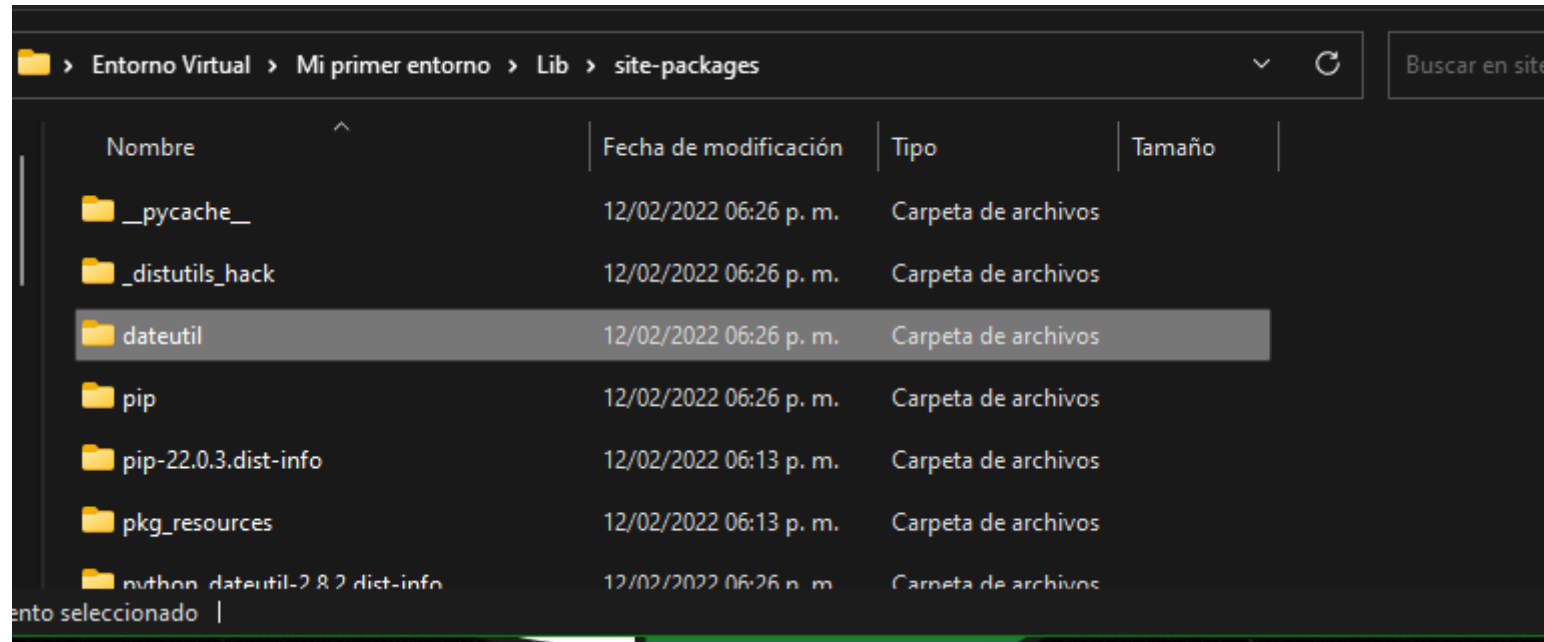 Entorno Virtual > Mi primer entorno > Lib > site-packages Buscar en site
Nombre Fecha de modificación Tipo Tamaño
__pycache__ 12/02/2022 06:26 p. m. Carpeta de archivos
_distutils_hack 12/02/2022 06:26 p. m. Carpeta de archivos
dateutil 12/02/2022 06:26 p. m. Carpeta de archivos
pip 12/02/2022 06:26 p. m. Carpeta de archivos
pip-22.0.3.dist-info 12/02/2022 06:13 p. m. Carpeta de archivos
pkg_resources 12/02/2022 06:13 p. m. Carpeta de archivos
python_dateutil-2.8.2.dist-info 12/02/2022 06:26 p. m. Carpeta de archivos
ento seleccionado